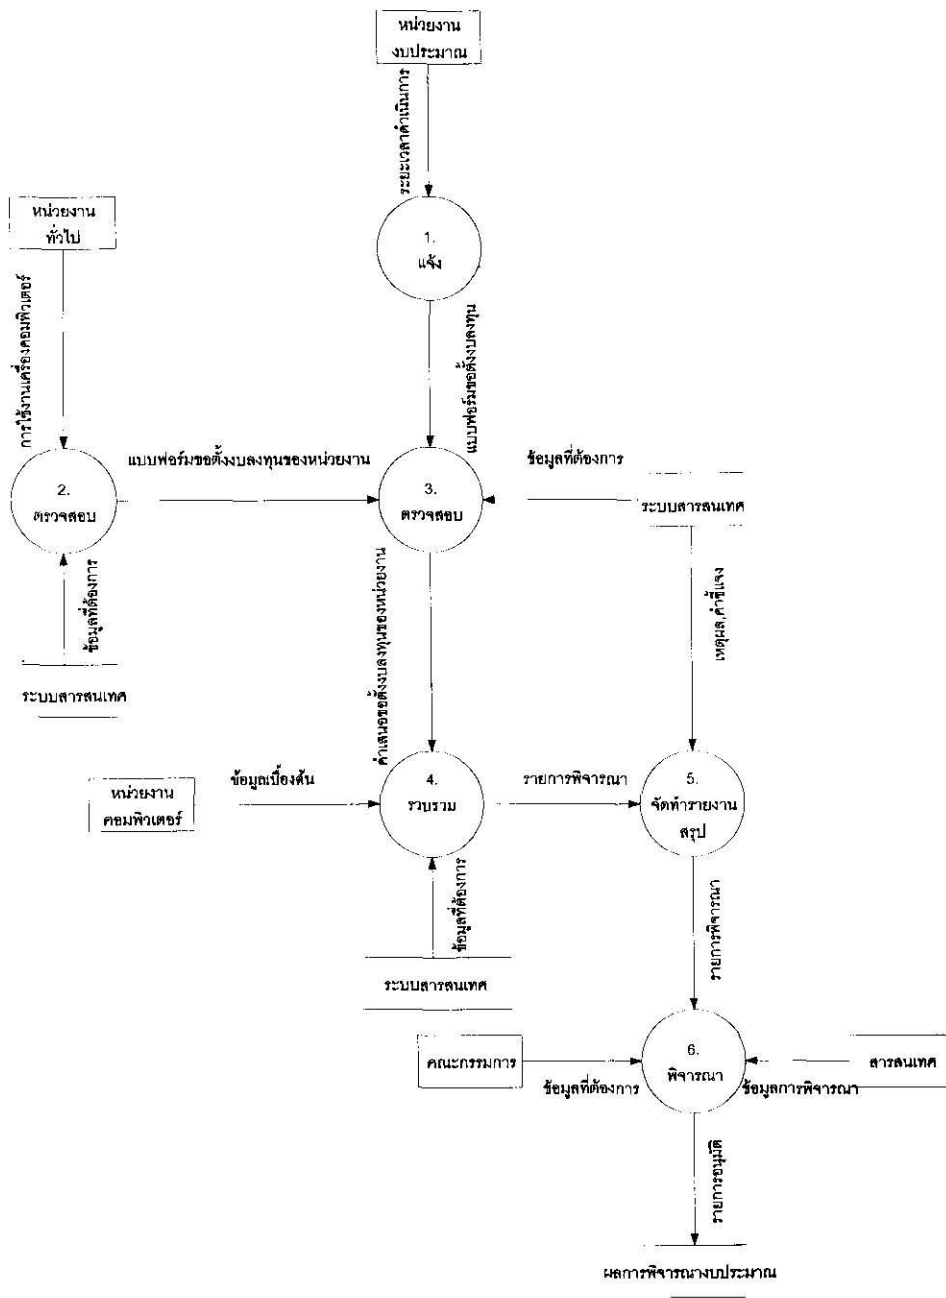 หน่วยงาน
งบประมาณ
ระยะเวลาดำเนินการ
หน่วยงาน
ทั่วไป
1.
แจ้ง
การใช้งานเครื่องคอมพิวเตอร์
แบบฟอร์มขอตั้งงบลงทุน
แบบฟอร์มขอตั้งงบลงทุนของหน่วยงาน
ข้อมูลที่ต้องการ
2.
ตรวจสอบ
3.
ตรวจสอบ
ระบบสารสนเทศ
ข้อมูลที่ต้องการ
คำเสนอขอตั้งงบลงทุนของหน่วยงาน
เหตุผล,คำชี้แจง
ระบบสารสนเทศ
หน่วยงาน
คอมพิวเตอร์
ข้อมูลเบื้องต้น
4.
รวบรวม
รายการพิจารณา
5.
จัดทำรายงาน
สรุป
ข้อมูลที่ต้องการ
รายการพิจารณา
ระบบสารสนเทศ
คณะกรรมการ
6.
พิจารณา
สารสนเทศ
ข้อมูลที่ต้องการ
ข้อมูลการพิจารณา
รายการอนุมัติ
ผลการพิจารณางบประมาณ